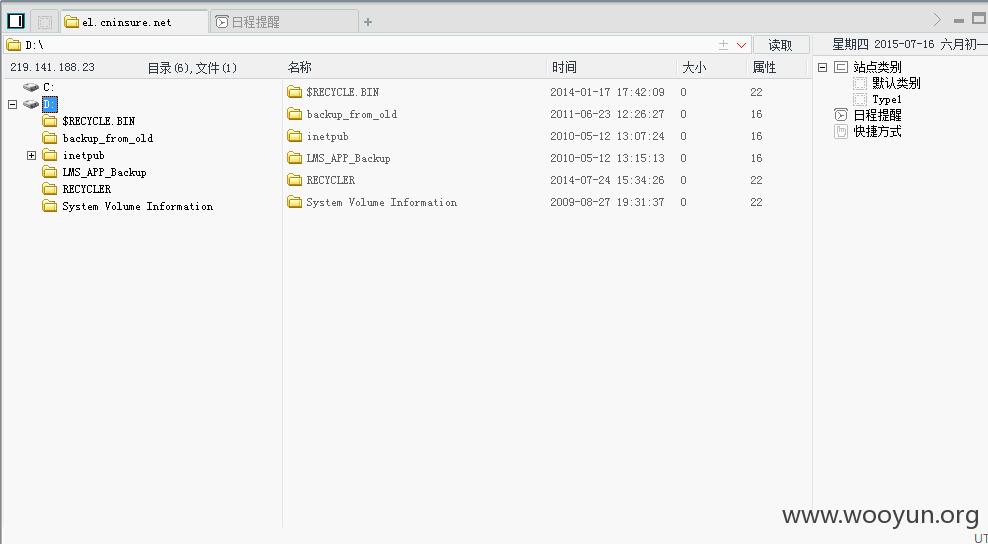 el.cninsure.net 日程提醒 +
D:\ 读取 星期四 2015-07-16 六月初一
219.141.188.23 目录(6),文件(1) 名称 时间 大小 属性
C:
D:
$RECYCLE.BIN
backup_from_old
inetpub
LMS_APP_Backup
RECYCLER
System Volume Information
$RECYCLE.BIN 2014-01-17 17:42:09 0 22
backup_from_old 2011-06-23 12:26:27 0 16
inetpub 2010-05-12 13:07:24 0 16
LMS_APP_Backup 2010-05-12 13:15:13 0 16
RECYCLER 2014-07-24 15:34:26 0 22
System Volume Information 2009-08-27 19:31:37 0 22
站点类别
默认类别
Type1
日程提醒
快捷方式
www.wooyun.org
UT